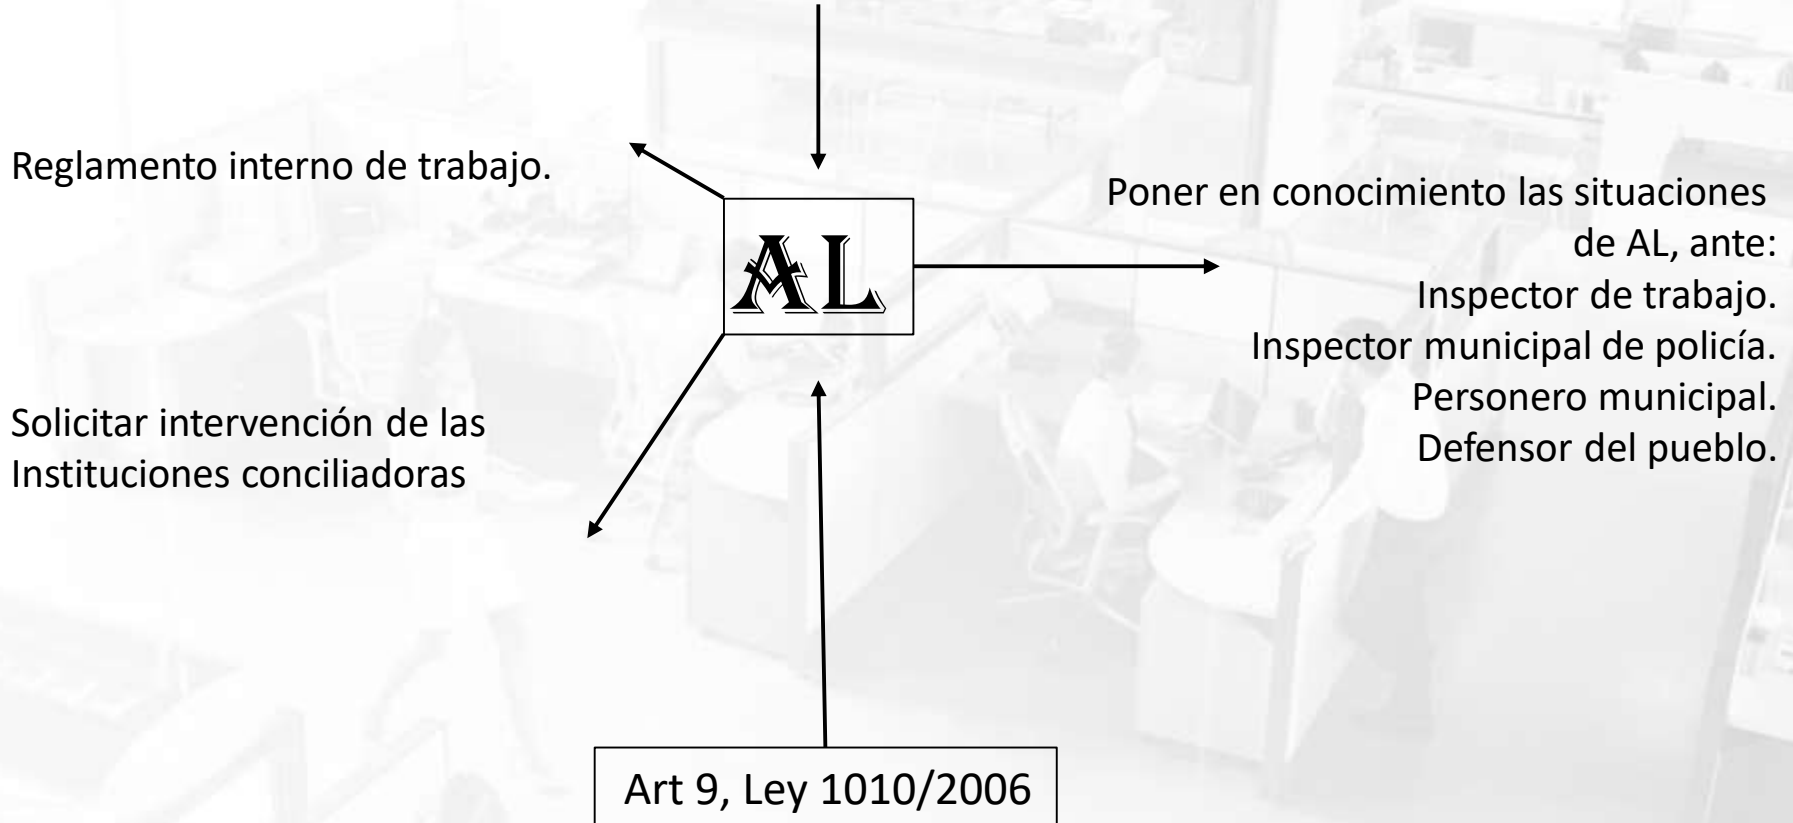 Reglamento interno de trabajo.
AL
Poner en conocimiento las situaciones
de AL, ante:
Inspector de trabajo.
Inspector municipal de policía.
Personero municipal.
Defensor del pueblo.
Solicitar intervención de las
Instituciones conciliadoras
Art 9, Ley 1010/2006